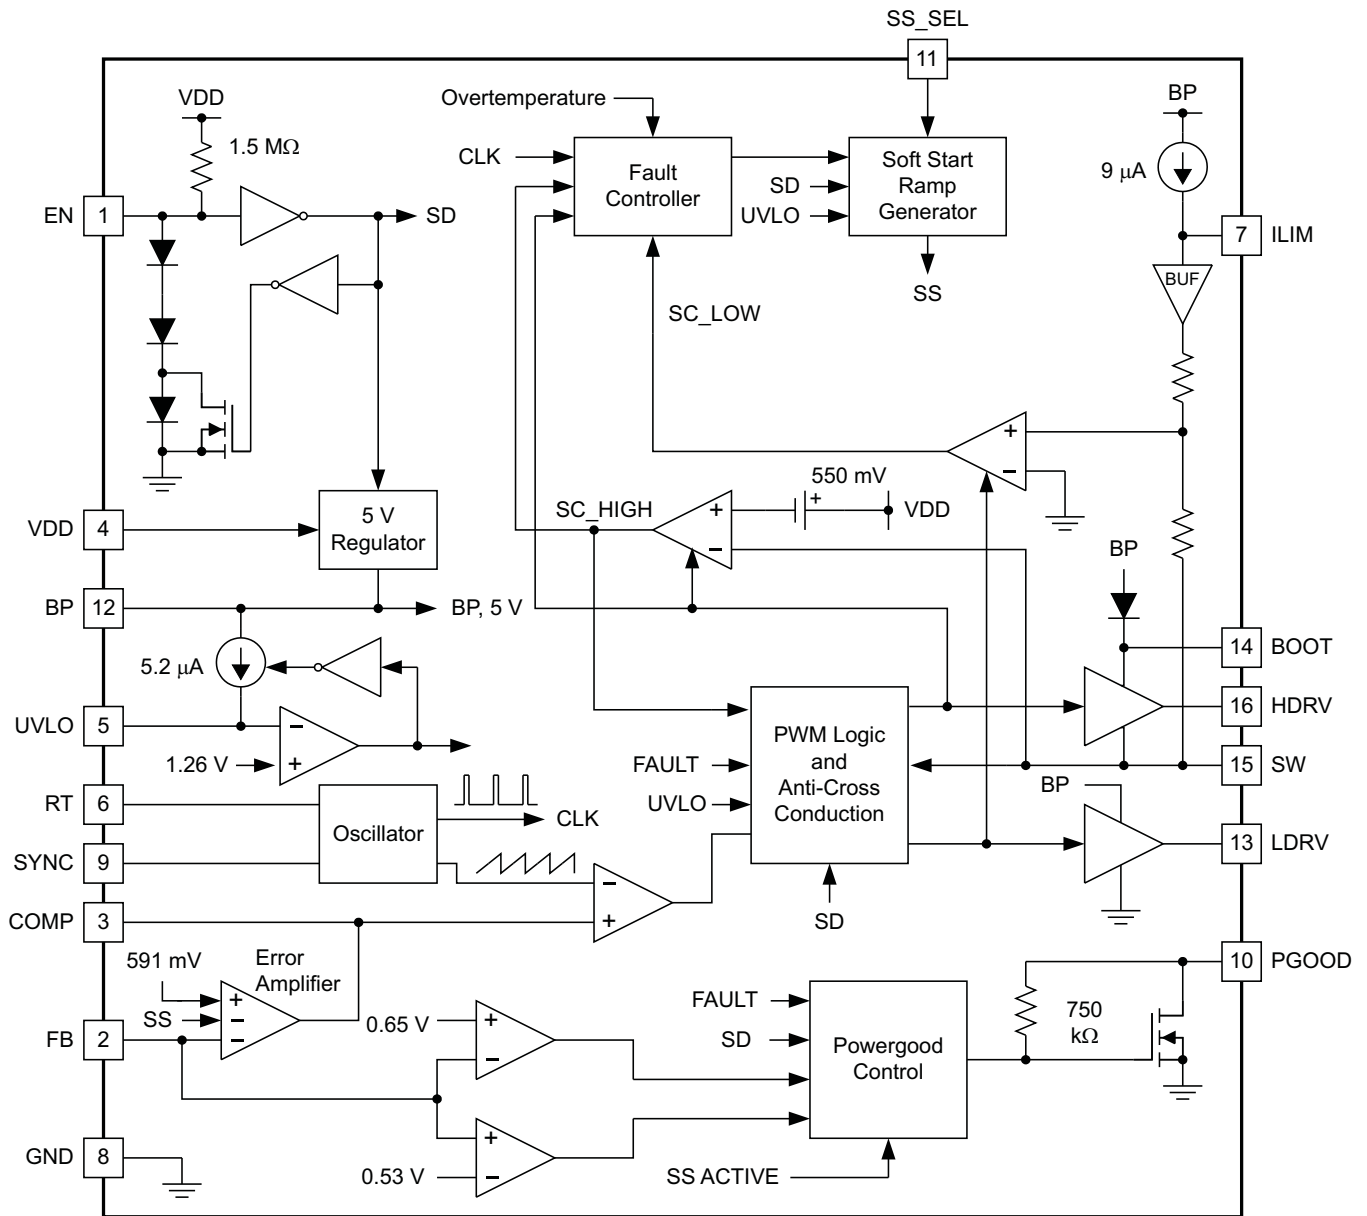 SS_SEL
11
VDD
1.5 MΩ
EN
1
SD
Overtemperature
CLK
Fault
Controller
SD
UVLO
Soft Start
Ramp
Generator
SS
BP
9 µA
7
ILIM
BUF
SC_LOW
+
−
550 mV
+
VDD
SC_HIGH
+
−
VDD
4
5 V
Regulator
BP
12
BP, 5 V
5.2 µA
UVLO
5
−
+
1.26 V
BP
14
BOOT
16
HDRV
15
SW
BP
13
LDRV
PWM Logic
and
Anti-Cross
Conduction
FAULT
UVLO
SD
RT
6
Oscillator
CLK
SYNC
9
−
+
COMP
3
591 mV
Error
Amplifier
+
−
−
SS
FB
2
0.65 V
+
−
+
−
0.53 V
FAULT
SD
Powergood
Control
SS ACTIVE
750
kΩ
10
PGOOD
GND
8